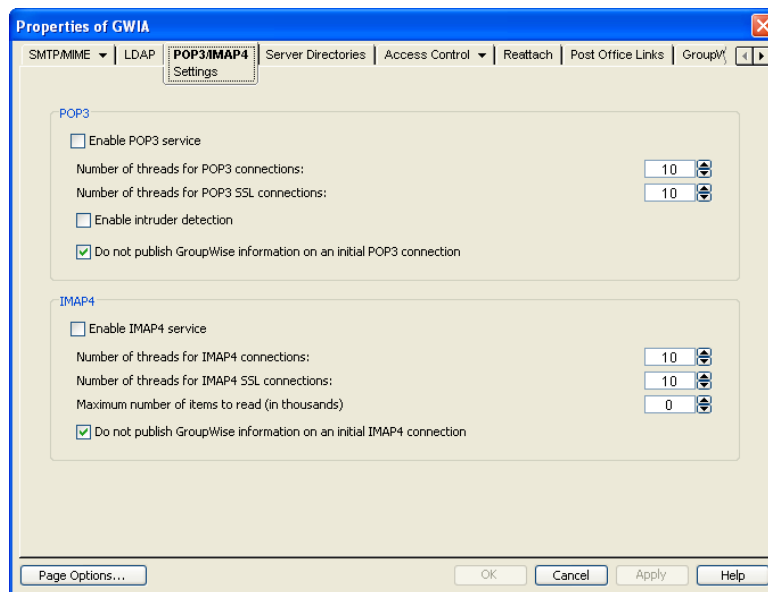 Properties of GWIA
SMTP/MIME LDAP POP3/IMAP4 Server Directories Access Control Reattach Post Office Links
Settings
POP3
Enable POP3 service
Number of threads for POP3 connections: 10
Number of threads for POP3 SSL connections: 10
Enable intruder detection
Do not publish GroupWise information on an initial POP3 connection
IMAP4
Enable IMAP4 service
Number of threads for IMAP4 connections: 10
Number of threads for IMAP4 SSL connections: 10
Maximum number of items to read (in thousands) 0
Do not publish GroupWise information on an initial IMAP4 connection
Page Options... OK Cancel Apply Help